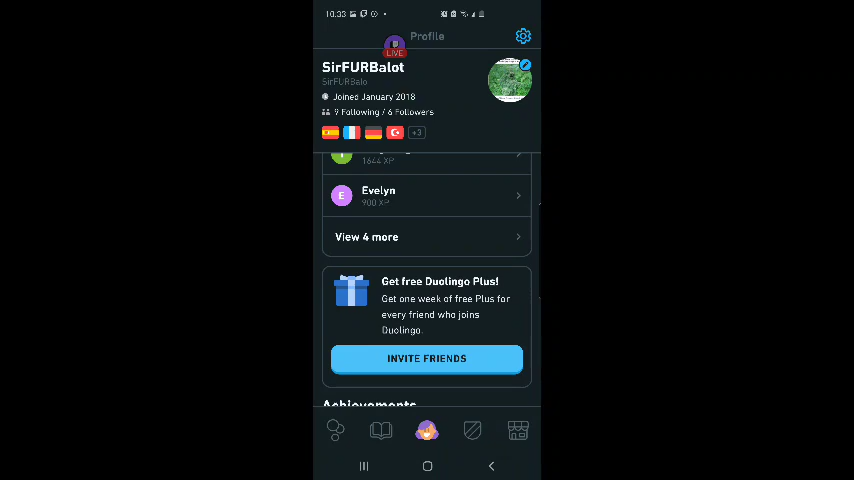 10.33
Profile
LIVE
SirFURBalot
SirFURBalo
Joined January 2018
9 Following / 6 Followers
+3
1644 XP
E
Evelyn
900 XP
View 4 more
Get free Duolingo Plus!
Get one week of free Plus for
every friend who joins
Duolingo.
INVITE FRIENDS
Achievements